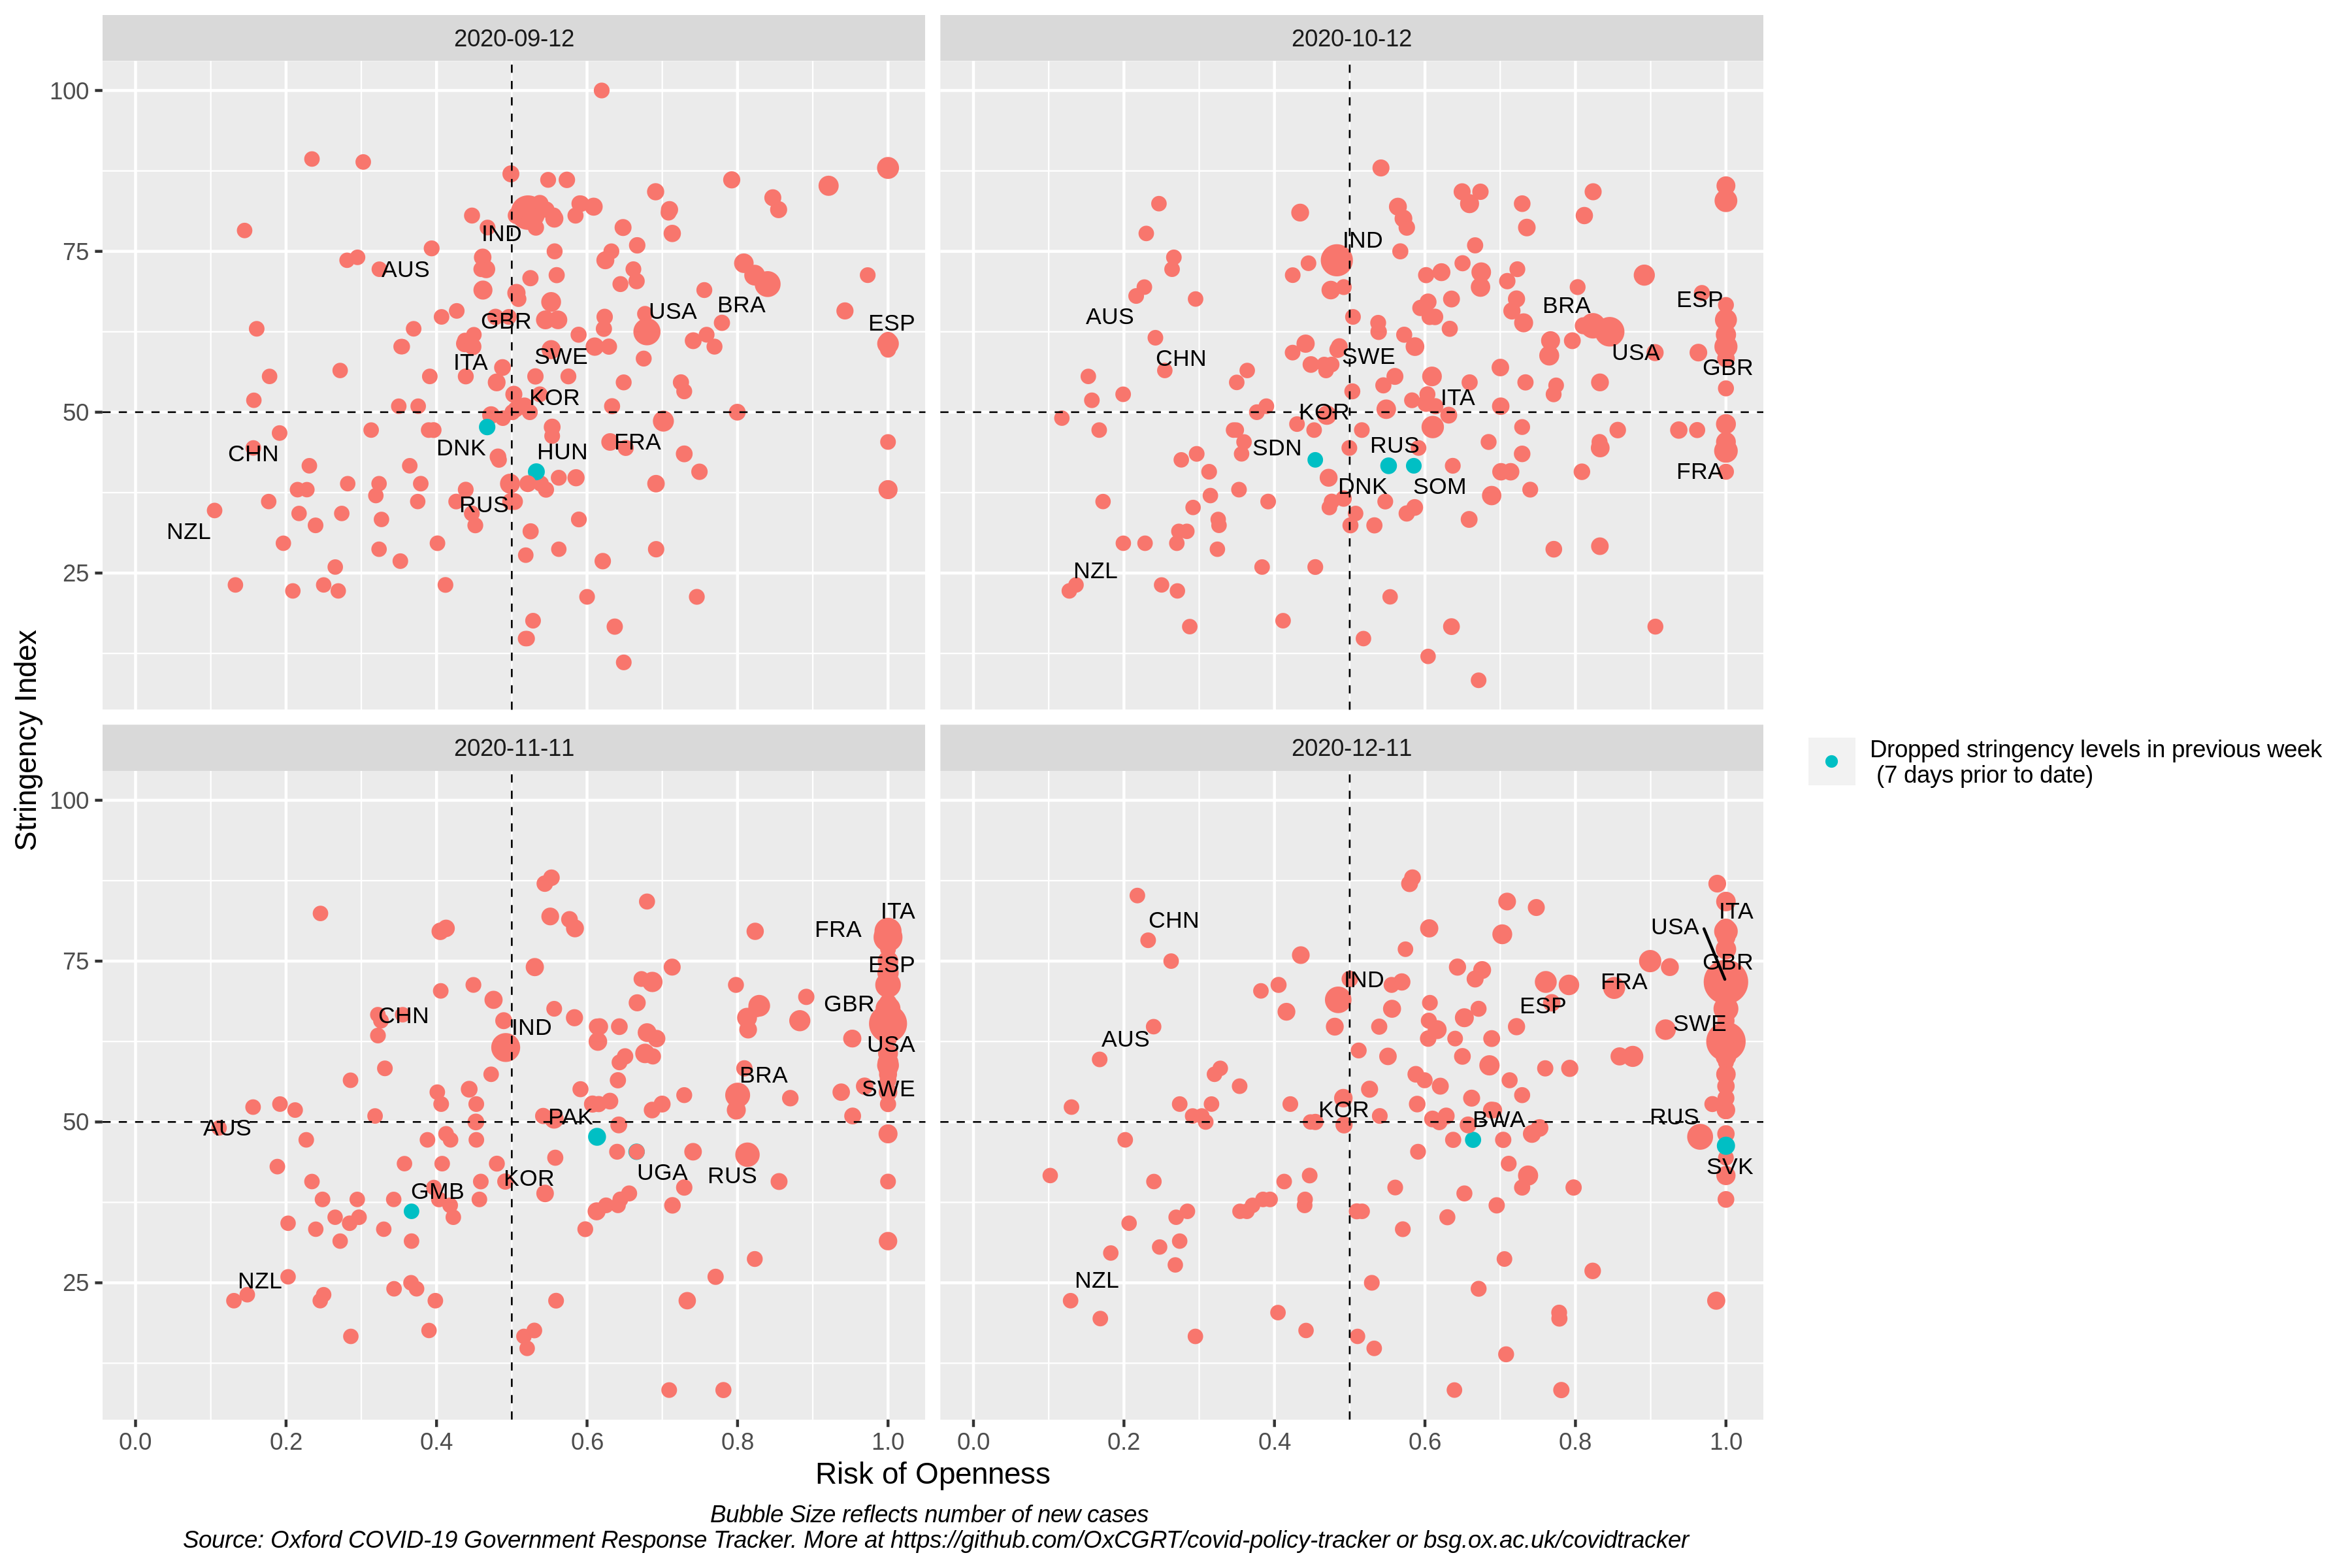 2020-09-12
2020-10-12
100
75
50
25
IND
AUS
USA
BRA
GBR
ESP
ITA
SWE
KOR
CHN
DNK
HUN
FRA
RUS
NZL
IND
AUS
BRA
ESP
CHN
SWE
USA
GBR
KOR
ITA
SDN
RUS
DNK
SOM
FRA
NZL
Stringency Index
2020-11-11
2020-12-11
100
75
50
25
ITA
FRA
ESP
CHN
GBR
IND
USA
BRA
SWE
AUS
PAK
GMB
KOR
UGA
RUS
NZL
ITA
CHN
USA
GBR
IND
FRA
ESP
SWE
AUS
KOR
BWA
RUS
SVK
NZL
Dropped stringency levels in previous week
(7 days prior to date)
0.0 0.2 0.4 0.6 0.8 1.0
0.0 0.2 0.4 0.6 0.8 1.0
Risk of Openness
Bubble Size reflects number of new cases
Source: Oxford COVID-19 Government Response Tracker. More at https://github.com/OxCGRT/covid-policy-tracker or bsg.ox.ac.uk/covidtracker